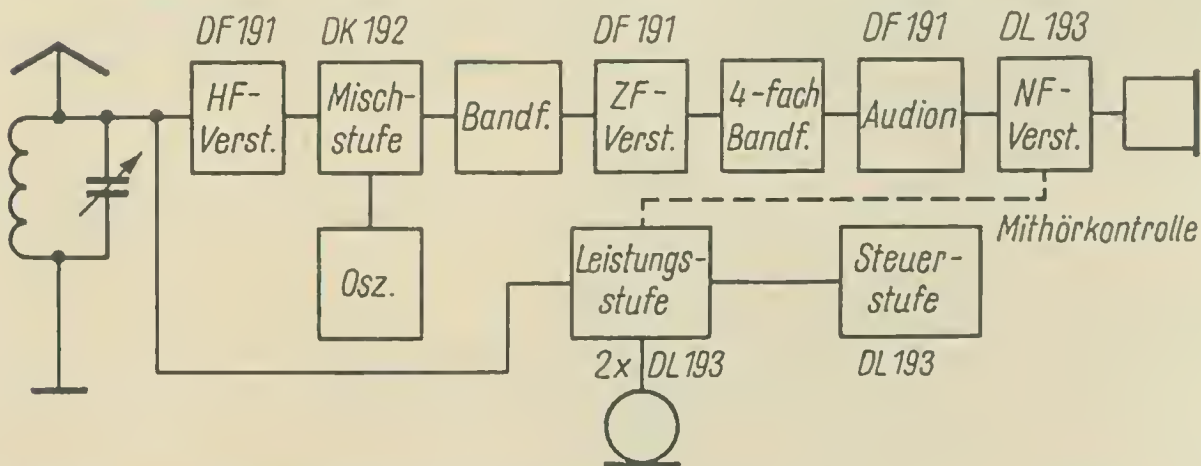 DF 191
DK 192
DF 191
DF 191
DL 193
HF-
Verst.
Misch-
stufe
Bandf.
ZF-
Verst.
4-fach
Bandf.
Audion
NF-
Verst.
Mithörkontrolle
Osz.
Leistungs-
stufe
Steuer-
stufe
2x DL 193
DL 193